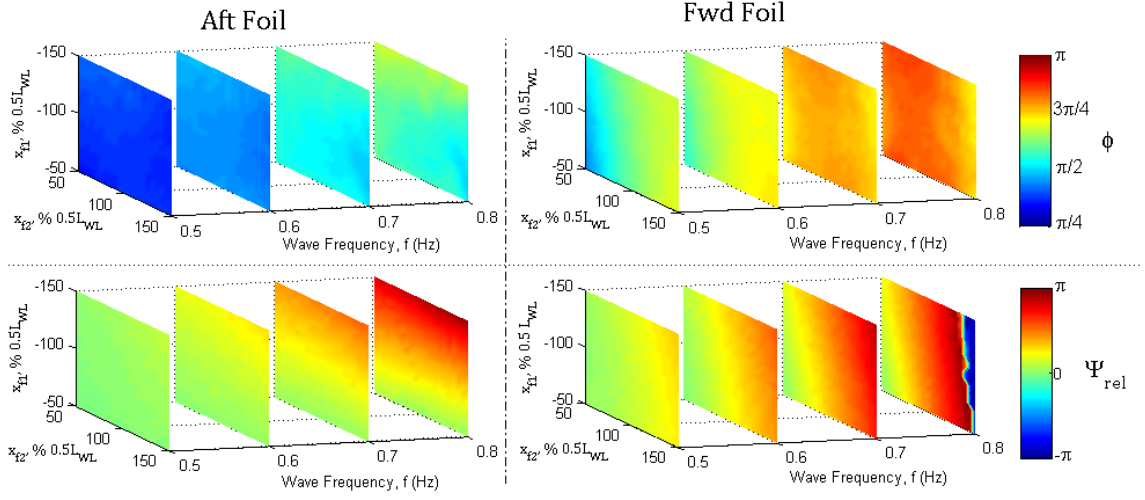 Aft Foil
Fwd Foil
-150
-100
-50
x_f1, % 0.5L_WL
50
100
150
x_f2, % 0.5L_WL
0.5
0.6
0.7
0.8
Wave Frequency, f (Hz)
-150
-100
-50
x_f1, % 0.5L_WL
50
100
150
x_f2, % 0.5L_WL
0.5
0.6
0.7
0.8
Wave Frequency, f (Hz)
π
3π/4
π/2
π/4
ϕ
-150
-100
-50
x_f1, % 0.5L_WL
50
100
150
x_f2, % 0.5L_WL
0.5
0.6
0.7
0.8
Wave Frequency, f (Hz)
-150
-100
-50
x_f1, % 0.5 L_WL
50
100
150
x_f2, % 0.5L_WL
0.5
0.6
0.7
0.8
Wave Frequency, f (Hz)
π
0
-π
Ψ_rel